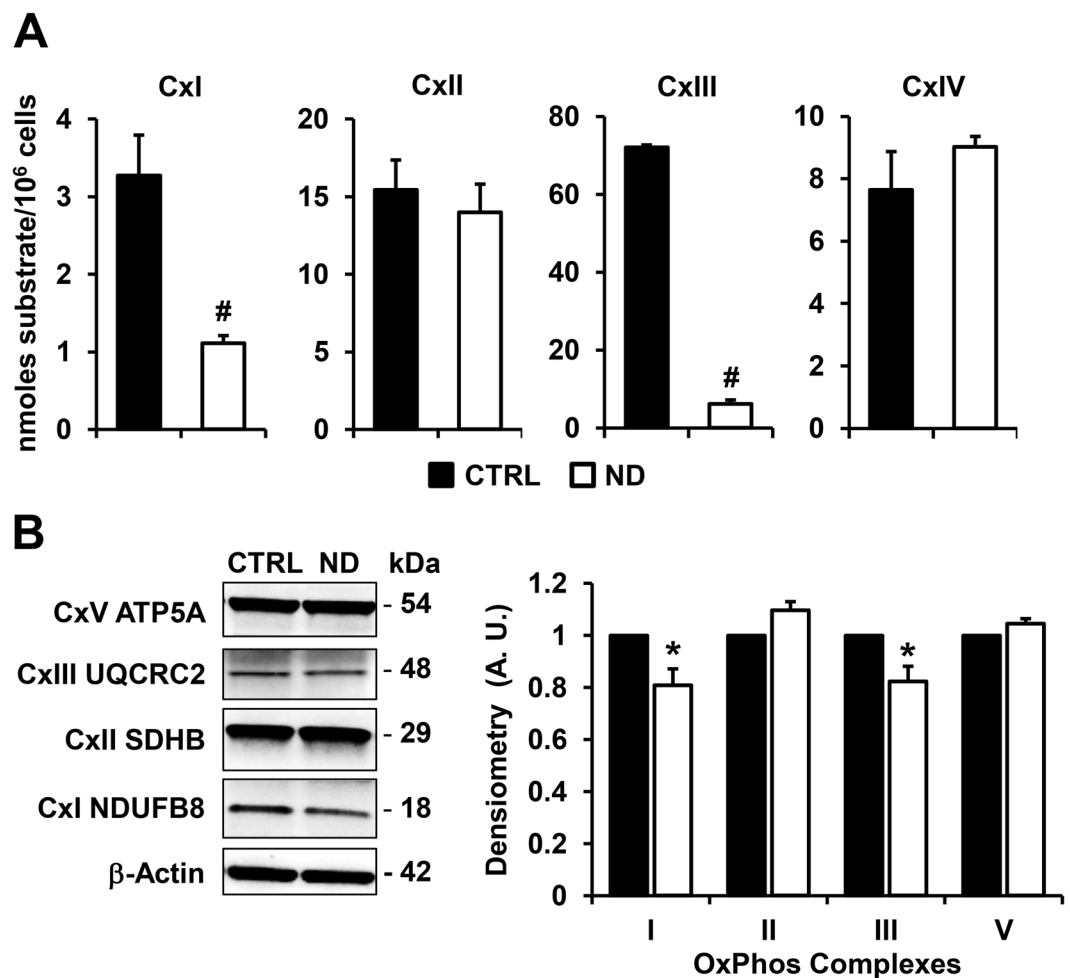 A
CxI CxII CxIII CxIV
nmoles substrate/10⁶ cells
4 3 2 1 0
20 15 10 5 0
80 60 40 20 0
10 8 6 4 2 0
# #
CTRL ND
B
CTRL ND kDa
CxV ATP5A - 54
CxIII UQCRC2 - 48
CxII SDHB - 29
CxI NDUFB8 - 18
β-Actin - 42
Densiometry (A. U.)
1.2
1
0.8
0.6
0.4
0.2
0
* *
I II III V
OxPhos Complexes